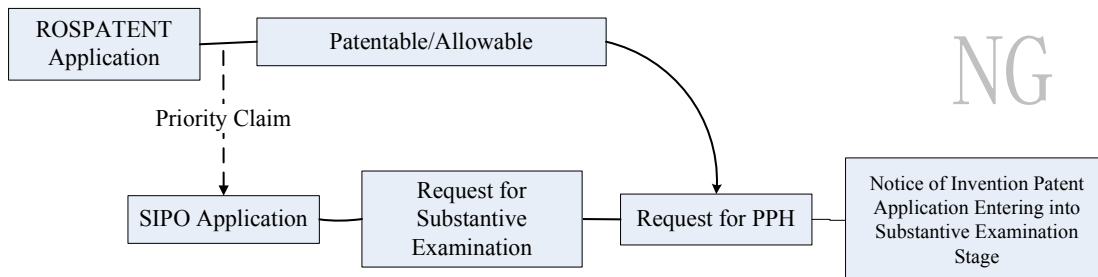 ROSPATENT
Application
Patentable/Allowable
NG
Priority Claim
SIPO Application
Request for
Substantive
Examination
Request for PPH
Notice of Invention Patent
Application Entering into
Substantive Examination
Stage